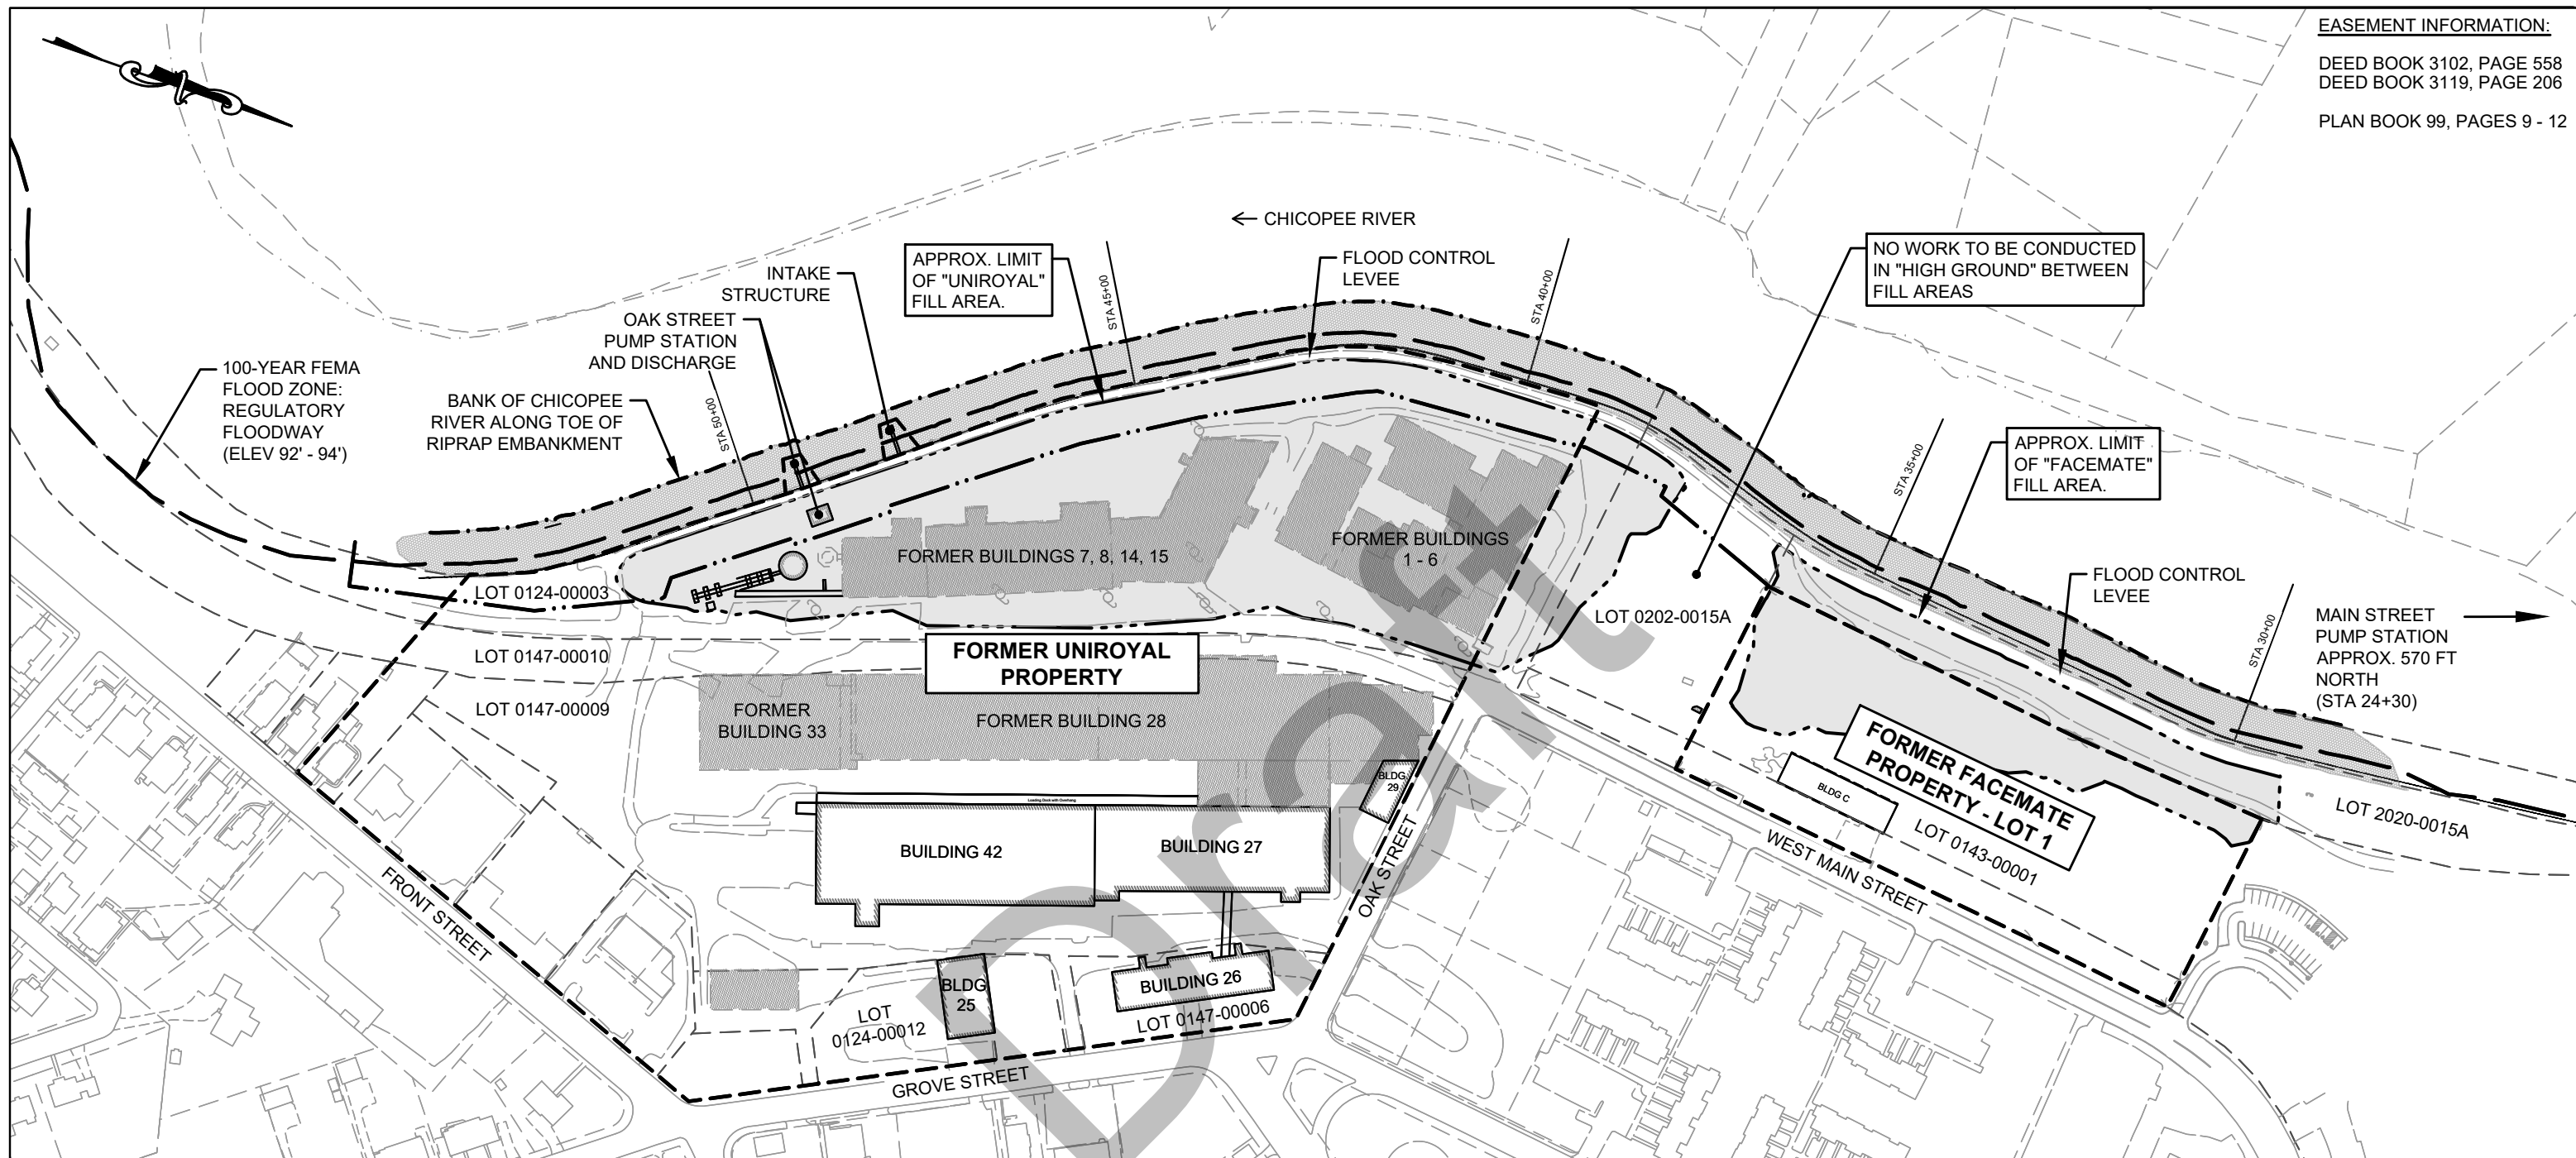 EASEMENT INFORMATION:
DEED BOOK 3102, PAGE 558
DEED BOOK 3119, PAGE 206
PLAN BOOK 99, PAGES 9 - 12
← CHICOPEE RIVER
APPROX. LIMIT
OF "UNIROYAL"
FILL AREA.
FLOOD CONTROL
LEVEE
NO WORK TO BE CONDUCTED
IN "HIGH GROUND" BETWEEN
FILL AREAS
INTAKE
STRUCTURE
OAK STREET
PUMP STATION
AND DISCHARGE
STA 45+00
STA 40+00
100-YEAR FEMA
FLOOD ZONE:
REGULATORY
FLOODWAY
(ELEV 92' - 94')
BANK OF CHICOPEE
RIVER ALONG TOE OF
RIPRAP EMBANKMENT
STA 50+00
STA 35+00
APPROX. LIMIT
OF "FACEMATE"
FILL AREA.
FORMER BUILDINGS 7, 8, 14, 15
FORMER BUILDINGS
1 - 6
FLOOD CONTROL
LEVEE
LOT 0124-00003
LOT 0202-0015A
MAIN STREET
PUMP STATION
APPROX. 570 FT
NORTH
(STA 24+30)
STA 30+00
LOT 0147-00010
FORMER UNIROYAL
PROPERTY
LOT 0147-00009
FORMER
BUILDING 33
FORMER BUILDING 28
FORMER FACEMATE
PROPERTY - LOT 1
BLDG
29
BLDG C
Loading Dock with Overhang
LOT 2020-0015A
BUILDING 42
BUILDING 27
LOT 0143-00001
WEST MAIN STREET
OAK STREET
FRONT STREET
BLDG
25
BUILDING 26
LOT
0124-00012
LOT 0147-00006
GROVE STREET
Draft